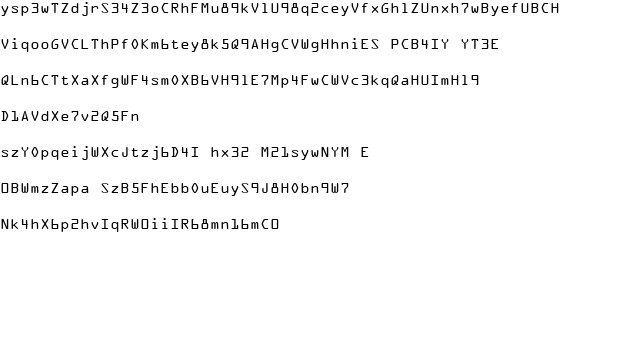 ysp3wTZdjrS34Z3oCRhFMu89kV1U98q2ceyVfxGh1ZUnxh7wByefUBCH
ViqooGVCLThPf0Km6tey8k5Q9AHgCVWgHhniES PCB4IY YT3E
QLn6CTtXaXfgWF4sm0XB6VH91E7Mp4FwCWVc3kqQaHUImH19
D1AVdXe7v2Q5Fn
szY0pqeijWXcJtzj6D4I hx32 M21sywNYM E
OBWmzZapa SzB5FhEbb0uEuyS9J8H0bn9W7
Nk4hX6p2hvIqRWOiiIR68mn16mCO